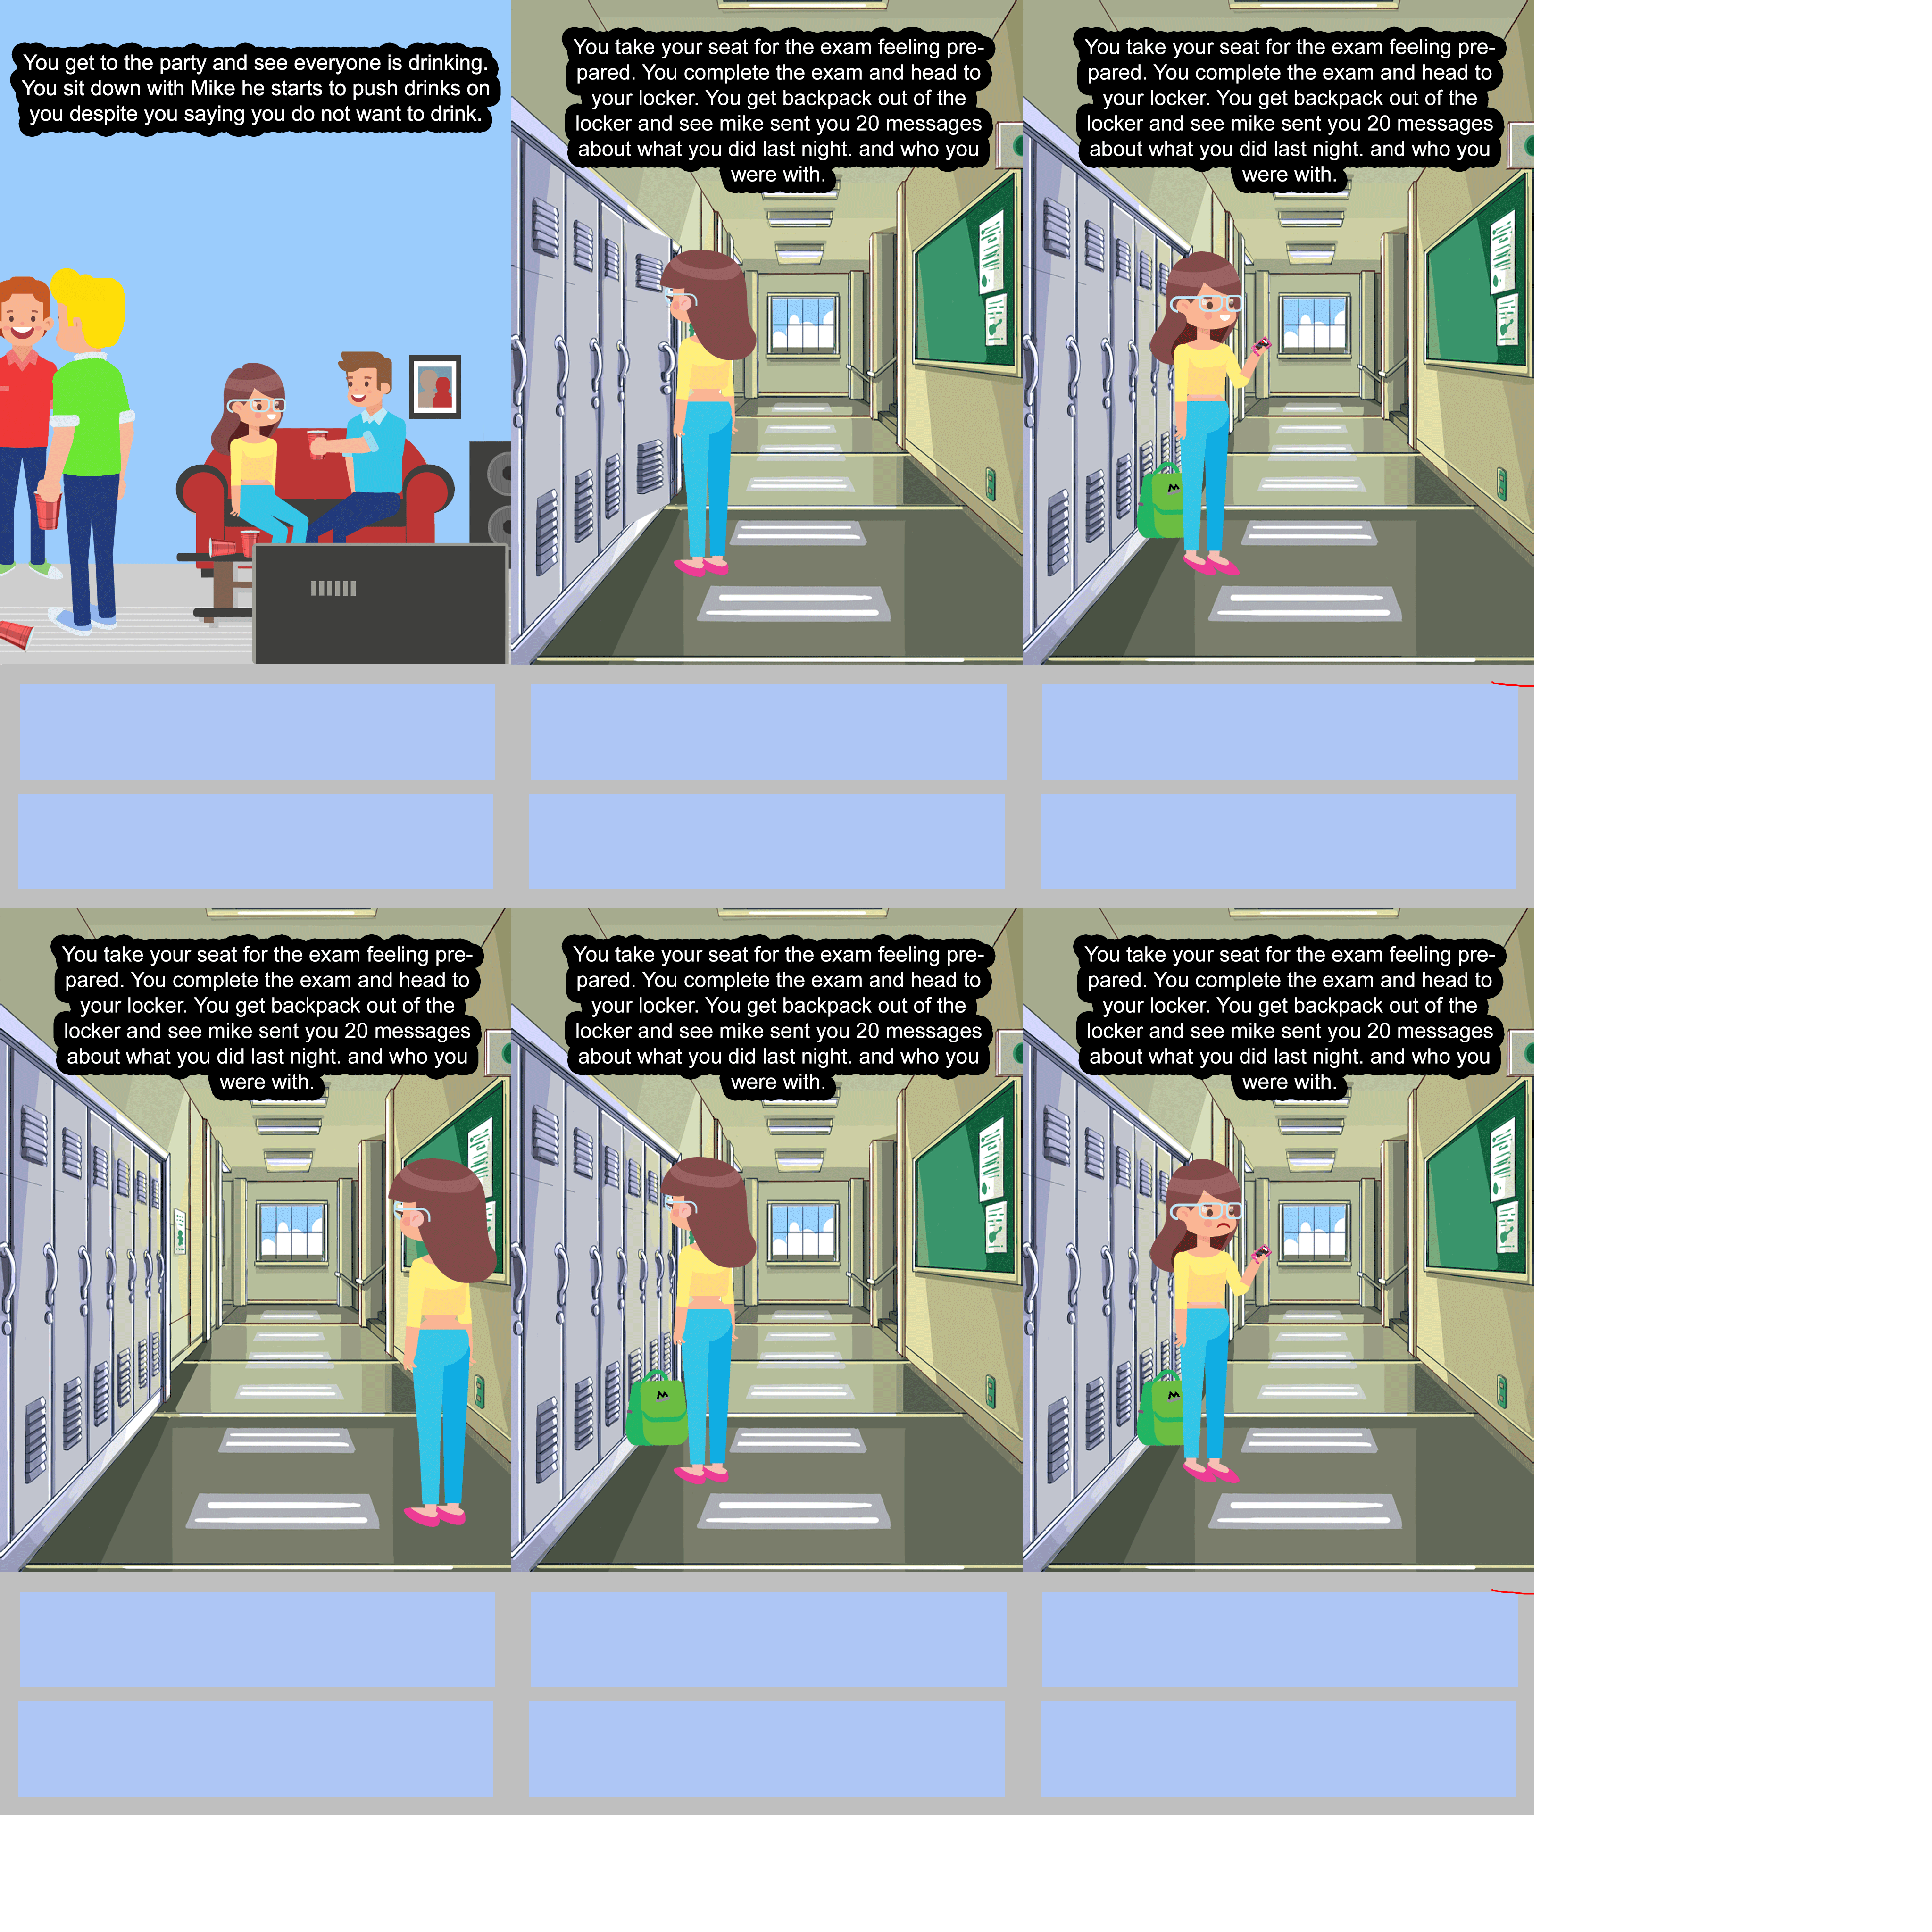 You get to the party and see everyone is drinking.
You sit down with Mike he starts to push drinks on
you despite you saying you do not want to drink.
You take your seat for the exam feeling pre-
pared. You complete the exam and head to
your locker. You get backpack out of the
locker and see mike sent you 20 messages
about what you did last night. and who you
were with.
You take your seat for the exam feeling pre-
pared. You complete the exam and head to
your locker. You get backpack out of the
locker and see mike sent you 20 messages
about what you did last night. and who you
were with.
You take your seat for the exam feeling pre-
pared. You complete the exam and head to
your locker. You get backpack out of the
locker and see mike sent you 20 messages
about what you did last night. and who you
were with.
You take your seat for the exam feeling pre-
pared. You complete the exam and head to
your locker. You get backpack out of the
locker and see mike sent you 20 messages
about what you did last night. and who you
were with.
You take your seat for the exam feeling pre-
pared. You complete the exam and head to
your locker. You get backpack out of the
locker and see mike sent you 20 messages
about what you did last night. and who you
were with.